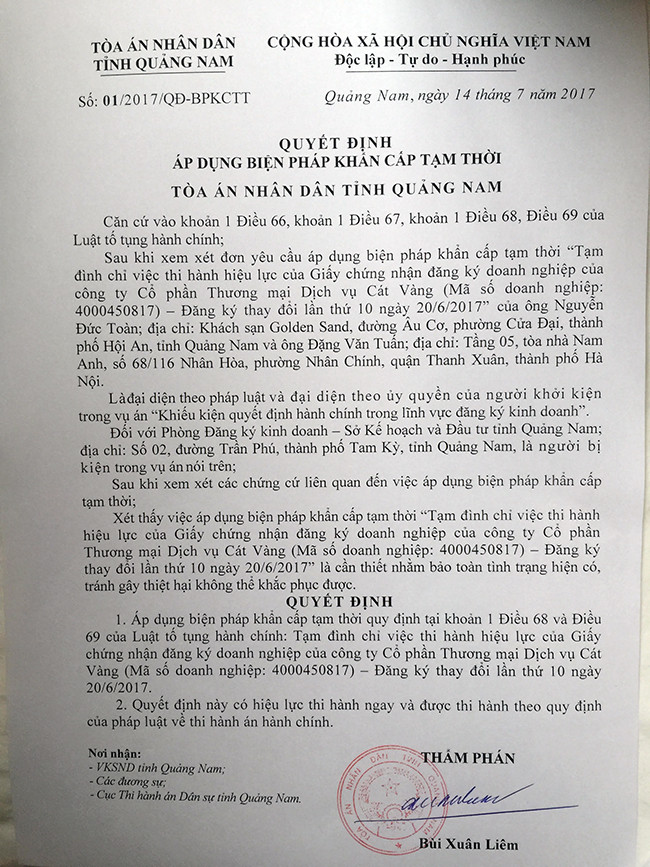 TÒA ÁN NHÂN DÂN
TỈNH QUẢNG NAM
CỘNG HÒA XÃ HỘI CHỦ NGHĨA VIỆT NAM
Độc lập - Tự do - Hạnh phúc
Số: 01/2017/QĐ-BPKCTT
Quảng Nam, ngày 14 tháng 7 năm 2017
QUYẾT ĐỊNH
ÁP DỤNG BIỆN PHÁP KHẨN CẤP TẠM THỜI
TÒA ÁN NHÂN DÂN TỈNH QUẢNG NAM
Căn cứ vào khoản 1 Điều 66, khoản 1 Điều 67, khoản 1 Điều 68, Điều 69 của
Luật tố tụng hành chính;
Sau khi xem xét đơn yêu cầu áp dụng biện pháp khẩn cấp tạm thời “Tạm
đình chỉ việc thi hành hiệu lực của Giấy chứng nhận đăng ký doanh nghiệp của
công ty Cổ phần Thương mại Dịch vụ Cát Vàng (Mã số doanh nghiệp:
4000450817) – Đăng ký thay đổi lần thứ 10 ngày 20/6/2017” của ông Nguyễn
Đức Toàn; địa chỉ: Khách sạn Golden Sand, đường Âu Cơ, phường Cửa Đại, thành
phố Hội An, tỉnh Quảng Nam và ông Đặng Văn Tuấn; địa chỉ: Tầng 05, tòa nhà Nam
Anh, số 68/116 Nhân Hòa, phường Nhân Chính, quận Thanh Xuân, thành phố Hà
Nội.
Là đại diện theo pháp luật và đại diện theo ủy quyền của người khởi kiện
trong vụ án “Khiếu kiện quyết định hành chính trong lĩnh vực đăng ký kinh doanh”.
Đối với Phòng Đăng ký kinh doanh – Sở Kế hoạch và Đầu tư tỉnh Quảng Nam;
địa chỉ: Số 02, đường Trần Phú, thành phố Tam Kỳ, tỉnh Quảng Nam, là người bị
kiện trong vụ án nói trên;
Sau khi xem xét các chứng cứ liên quan đến việc áp dụng biện pháp khẩn cấp
tạm thời;
Xét thấy việc áp dụng biện pháp khẩn cấp tạm thời “Tạm đình chỉ việc thi hành
hiệu lực của Giấy chứng nhận đăng ký doanh nghiệp của công ty Cổ phần
Thương mại Dịch vụ Cát Vàng (Mã số doanh nghiệp: 4000450817) – Đăng ký
thay đổi lần thứ 10 ngày 20/6/2017” là cần thiết nhằm bảo toàn tình trạng hiện có,
tránh gây thiệt hại không thể khắc phục được.
QUYẾT ĐỊNH
1. Áp dụng biện pháp khẩn cấp tạm thời quy định tại khoản 1 Điều 68 và Điều
69 của Luật tố tụng hành chính: Tạm đình chỉ việc thi hành hiệu lực của Giấy
chứng nhận đăng ký doanh nghiệp của công ty Cổ phần Thương mại Dịch vụ Cát
Vàng (Mã số doanh nghiệp: 4000450817) – Đăng ký thay đổi lần thứ 10 ngày
20/6/2017.
2. Quyết định này có hiệu lực thi hành ngay và được thi hành theo quy định
của pháp luật về thi hành án hành chính.
Nơi nhận:
- VKSND tỉnh Quảng Nam;
- Các đương sự;
- Cục Thi hành án Dân sự tỉnh Quảng Nam.
THẨM PHÁN
TÒA ÁN NHÂN DÂN TỈNH QUẢNG NAM
Bùi Xuân Liêm